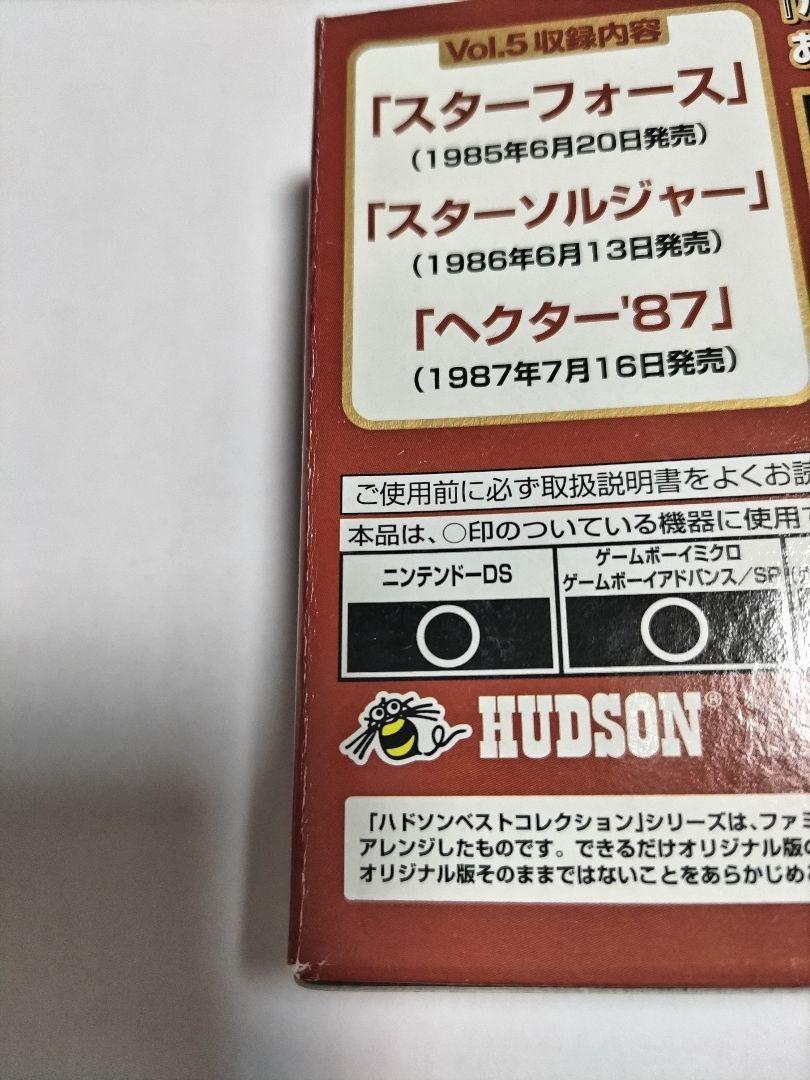 Vol.5 収録内容
「スターフォース」
(1985年6月20日発売)
「スターソルジャー」
(1986年6月13日発売)
「ヘクター'87」
(1987年7月16日発売)
ご使用前に必ず取扱説明書をよくお読
本品は、○印のついている機器に使用
ニンテンドーDS
ゲームボーイミクロ
ゲームボーイアドバンス/SP
HUDSON®
「ハドソンベストコレクション」シリーズは、ファミ
アレンジしたものです。できるだけオリジナル版の
オリジナル版そのままではないことをあらかじめ